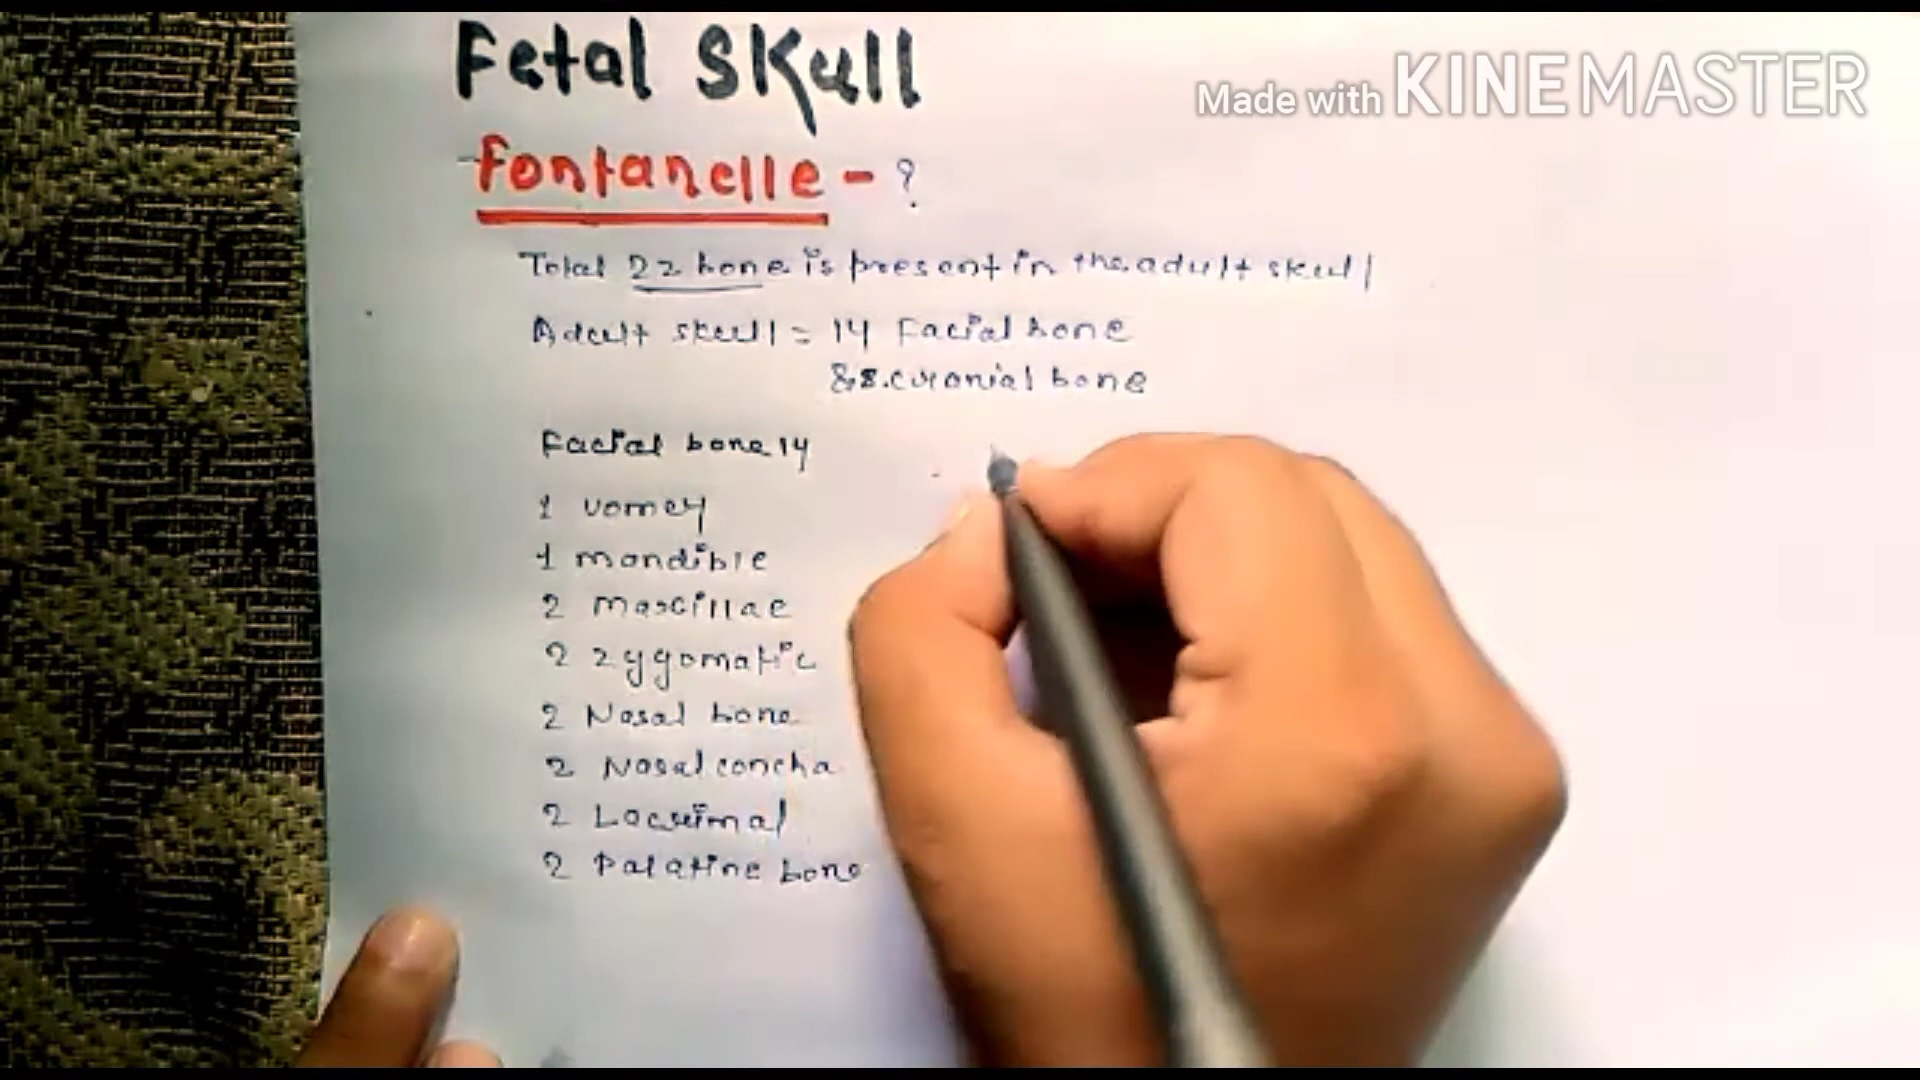 Fetal Skull
Made with KINEMASTER
Fontanelle - ?
Total 22 bone is present in the adult skull
Adult skull = 14 Facial bone
& 8. cranial bone
Facial bone 14
1 vomer
1 mandible
2 maxillae
2 zygomatic
2 Nasal bone
2 Nasal concha
2 Lacrimal
2 Palatine bone